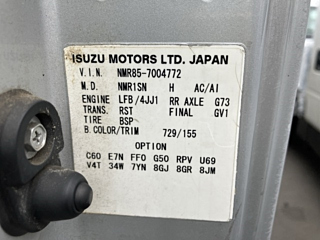 ISUZU MOTORS LTD. JAPAN
V.I.N. NMR85-7004772
M.D. NMR1SN H AC/AI
ENGINE LFB/4JJ1 RR AXLE G73
TRANS. RST FINAL GV1
TIRE BSP
B.COLOR/TRIM 729/155
OPTION
C60 E7N FF0 G50 RPV U69
V4T 34W 7YN 8GJ 8GR 8JM